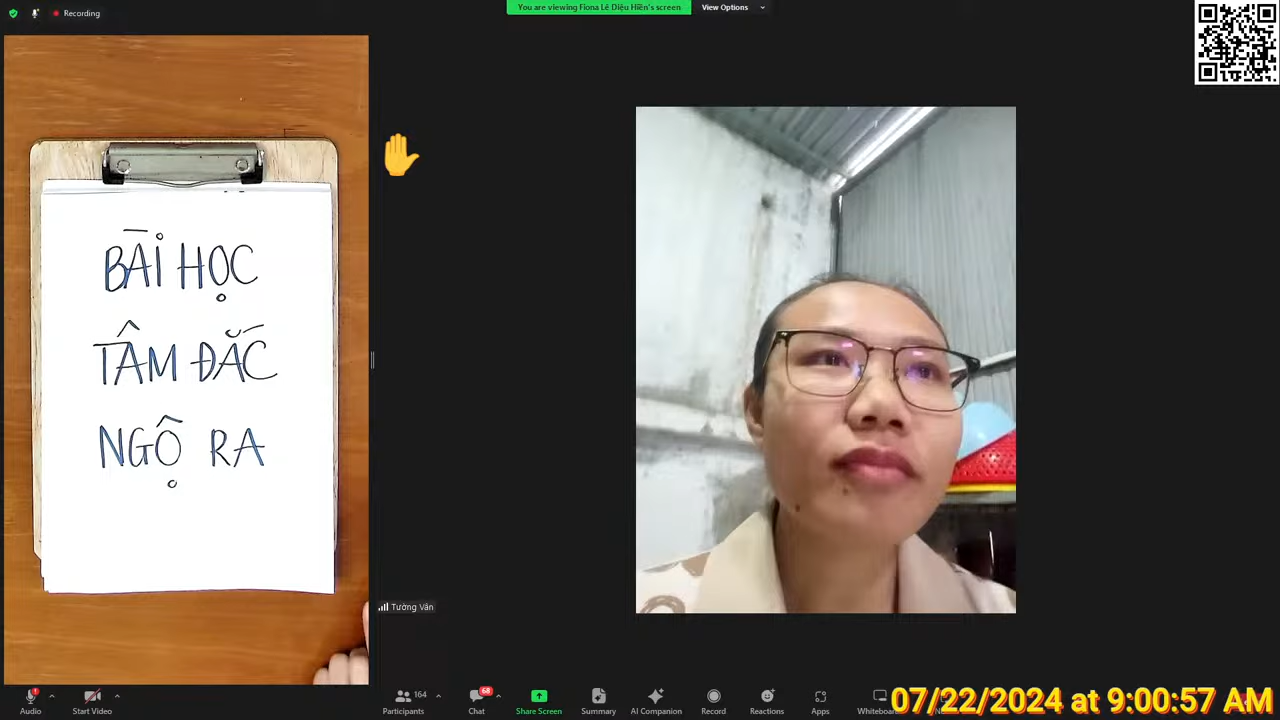 Recording
You are viewing Fiona Lê Diệu Hiền's screen
View Options
BÀI HỌC
TÂM ĐẮC
NGỘ RA
Tường Vân
Audio
Start Video
Participants
164
Chat
68
Share Screen
Summary
AI Companion
Record
Reactions
Apps
Whiteboards
07/22/2024 at 9:00:57 AM